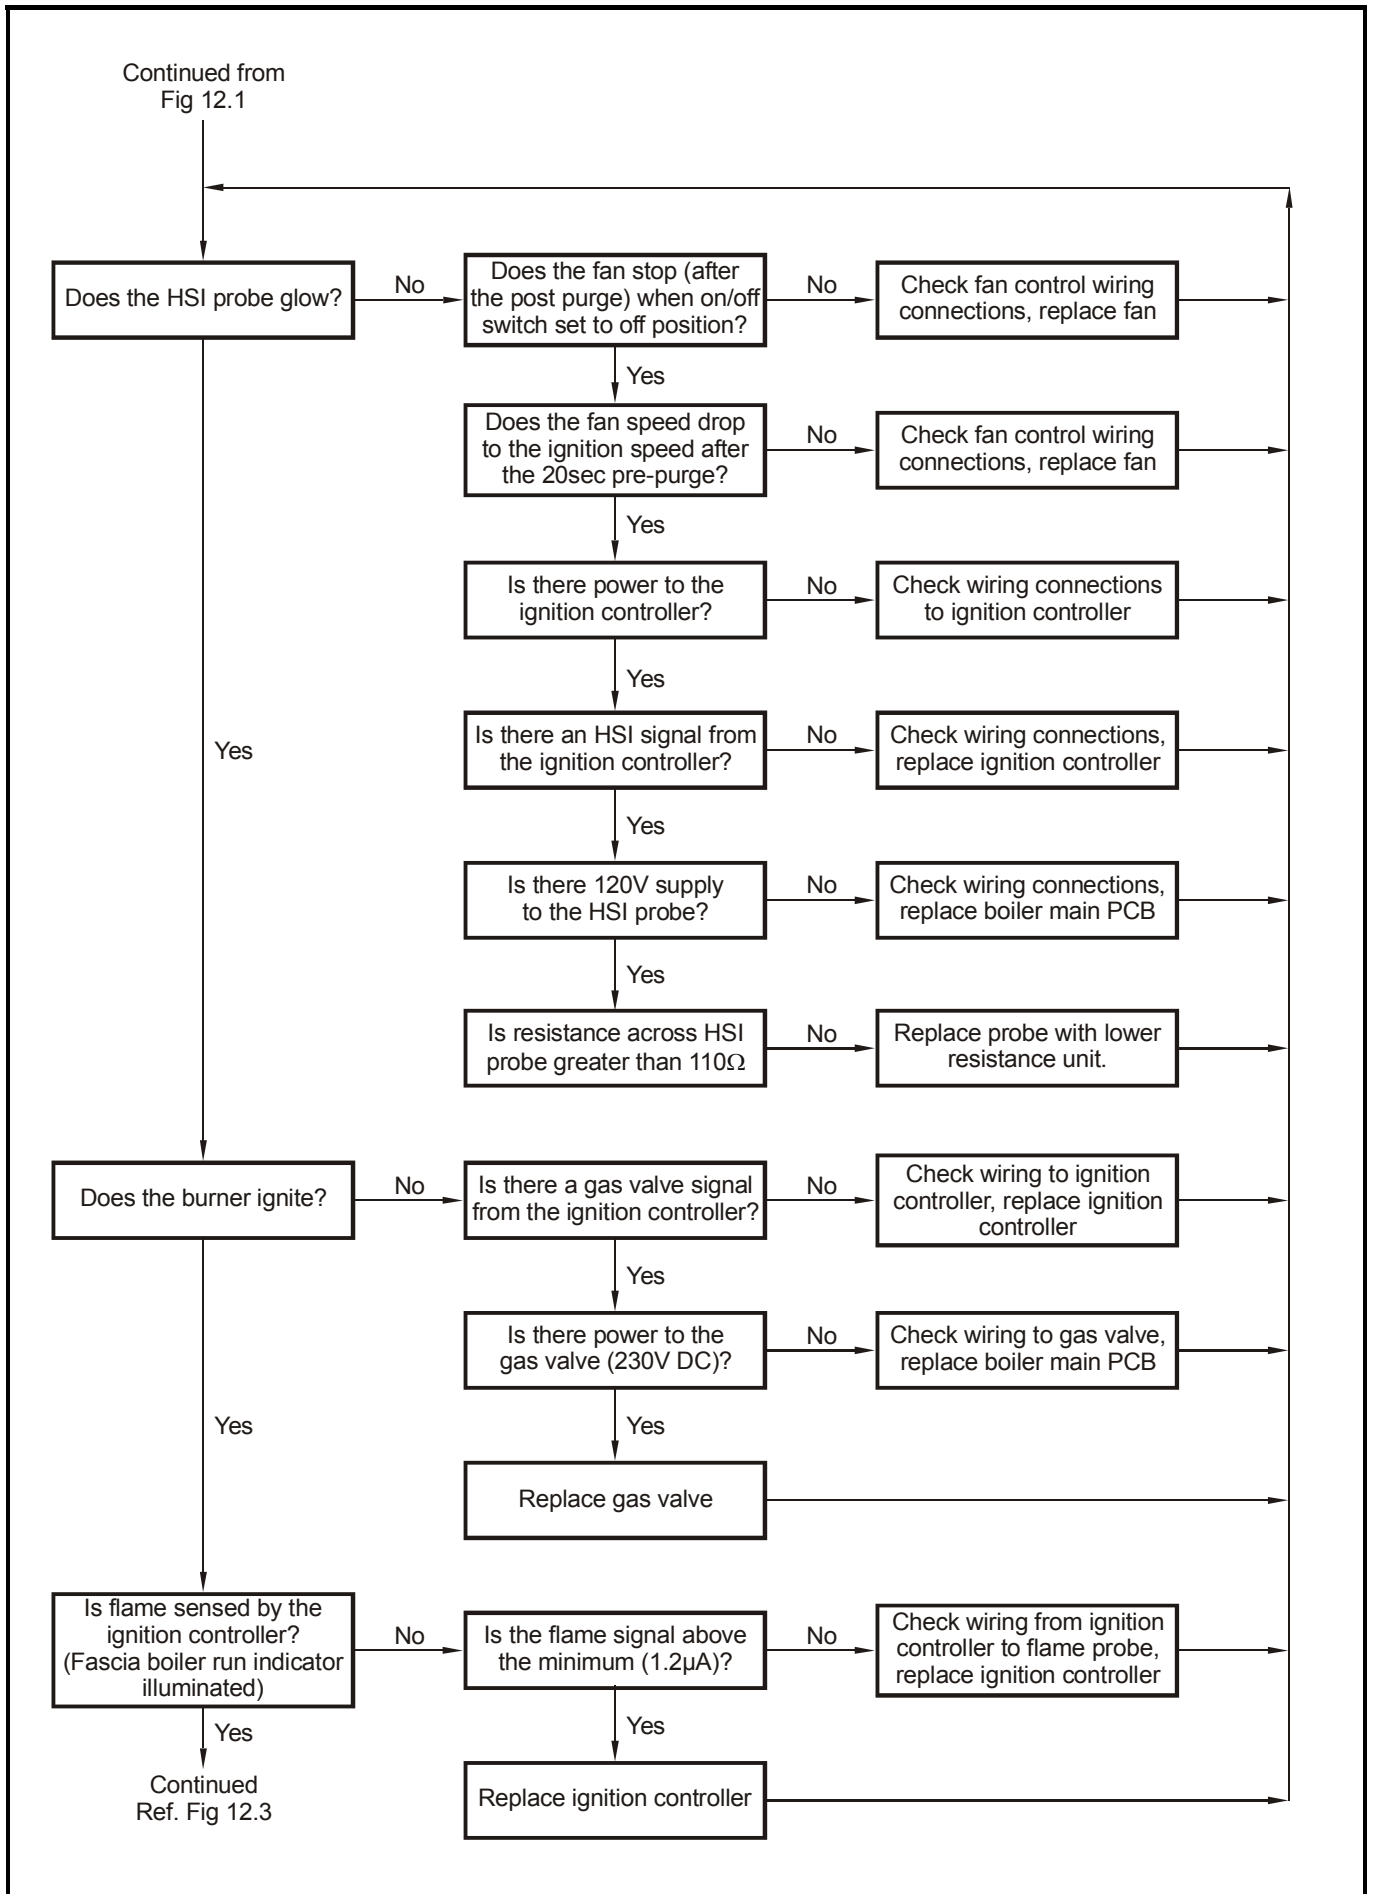 Continued from
Fig 12.1
Does the HSI probe glow?
No
Does the fan stop (after
the post purge) when on/off
switch set to off position?
No
Check fan control wiring
connections, replace fan
Yes
Does the fan speed drop
to the ignition speed after
the 20sec pre-purge?
No
Check fan control wiring
connections, replace fan
Yes
Is there power to the
ignition controller?
No
Check wiring connections
to ignition controller
Yes
Is there an HSI signal from
the ignition controller?
No
Check wiring connections,
replace ignition controller
Yes
Yes
Is there 120V supply
to the HSI probe?
No
Check wiring connections,
replace boiler main PCB
Yes
Is resistance across HSI
probe greater than 110Ω
No
Replace probe with lower
resistance unit.
Does the burner ignite?
No
Is there a gas valve signal
from the ignition controller?
No
Check wiring to ignition
controller, replace ignition
controller
Yes
Is there power to the
gas valve (230V DC)?
No
Check wiring to gas valve,
replace boiler main PCB
Yes
Yes
Replace gas valve
Is flame sensed by the
ignition controller?
(Fascia boiler run indicator
illuminated)
No
Is the flame signal above
the minimum (1.2µA)?
No
Check wiring from ignition
controller to flame probe,
replace ignition controller
Yes
Yes
Continued
Ref. Fig 12.3
Replace ignition controller